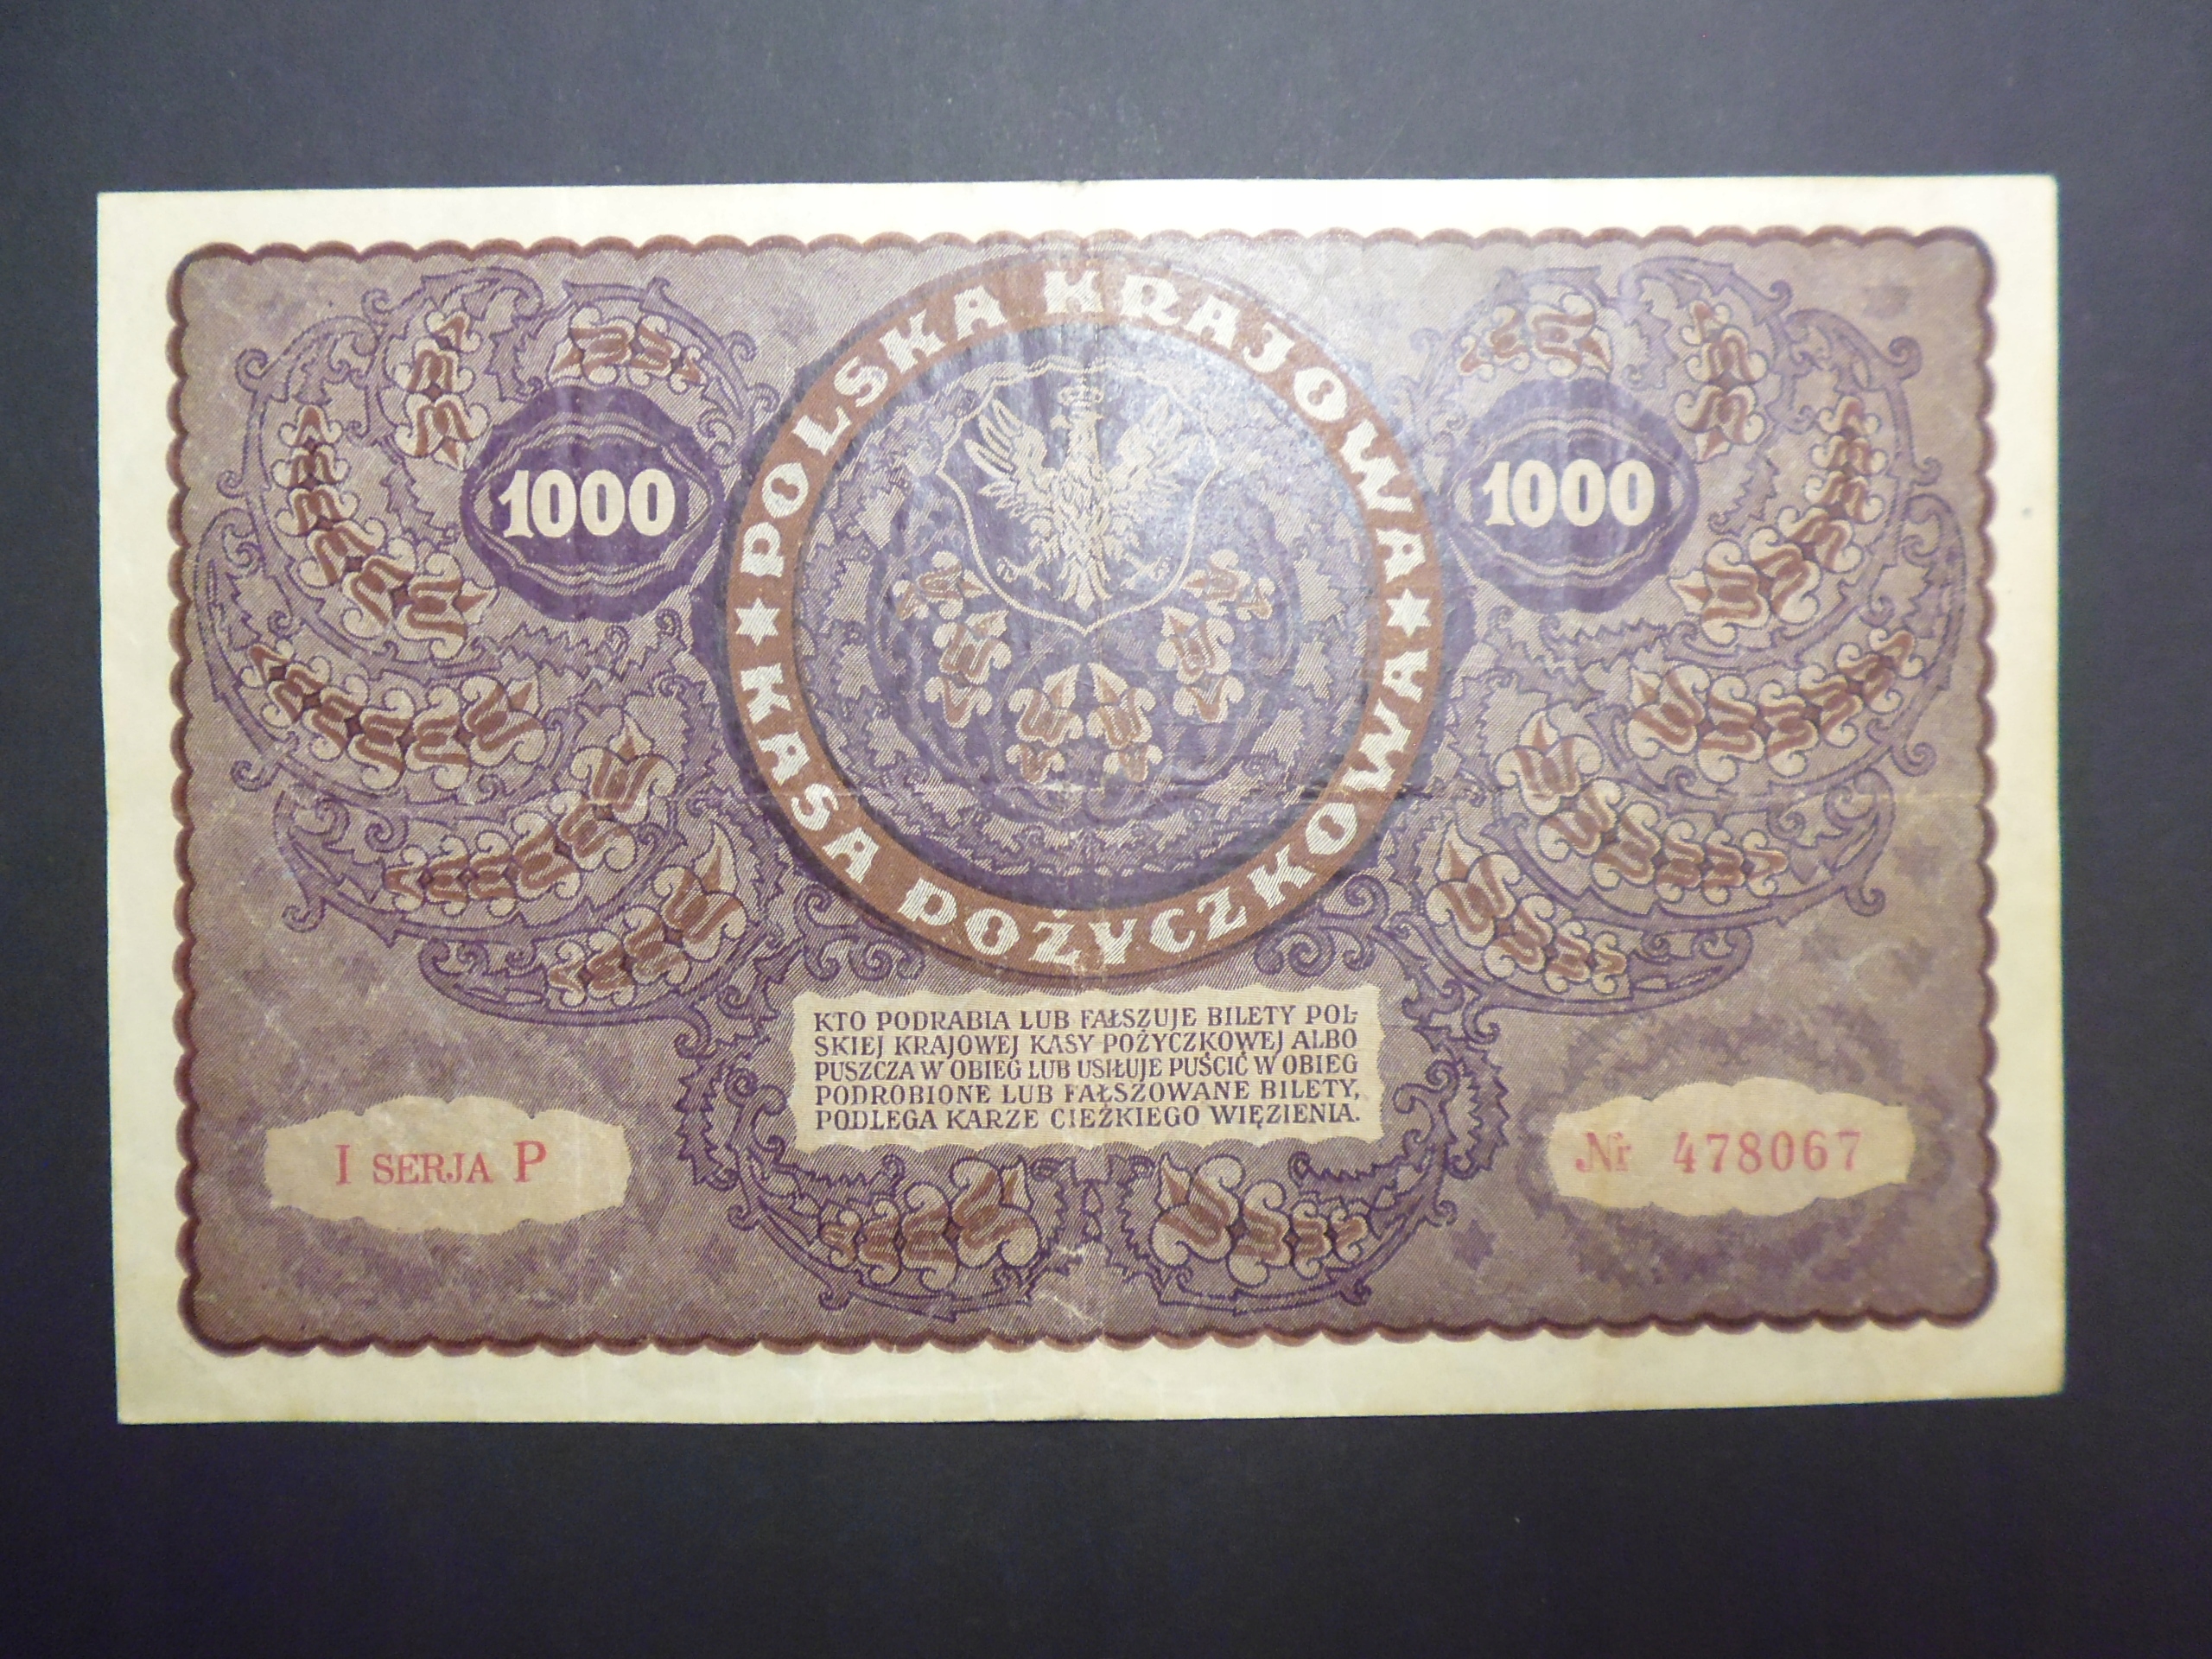 POLSKA KRAJOWA
1000
1000
KASA POŻYCZKOWA
KTO PODRABIA LUB FAŁSZUJE BILETY POL-
SKIEJ KRAJOWEJ KASY POŻYCZKOWEJ ALBO
PUSZCZA W OBIEG LUB USIŁUJE PUŚCIĆ W OBIEG
PODROBIONE LUB FAŁSZOWANE BILETY,
PODLEGA KARZE CIĘŻKIEGO WIĘZIENIA.
I SERJA P
Nr 478067